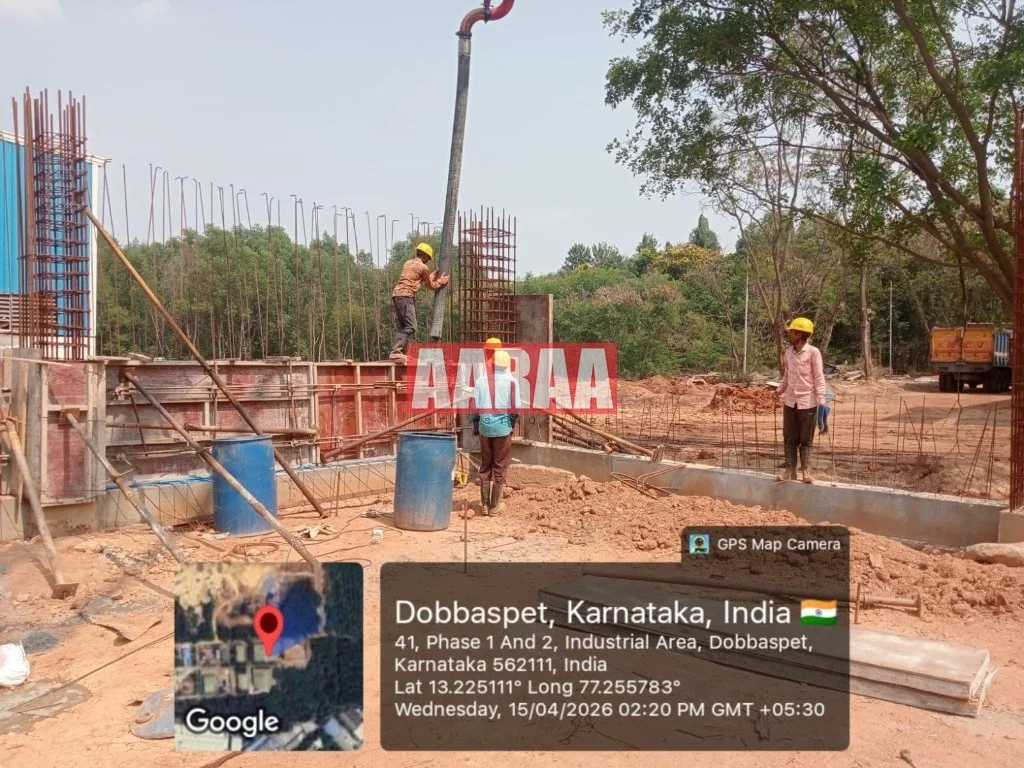 AARAA
GPS Map Camera
Dobbaspet, Karnataka, India 🇮🇳
41, Phase 1 And 2, Industrial Area, Dobbaspet,
Karnataka 562111, India
Lat 13.225111° Long 77.255783°
Wednesday, 15/04/2026 02:20 PM GMT +05:30
Google